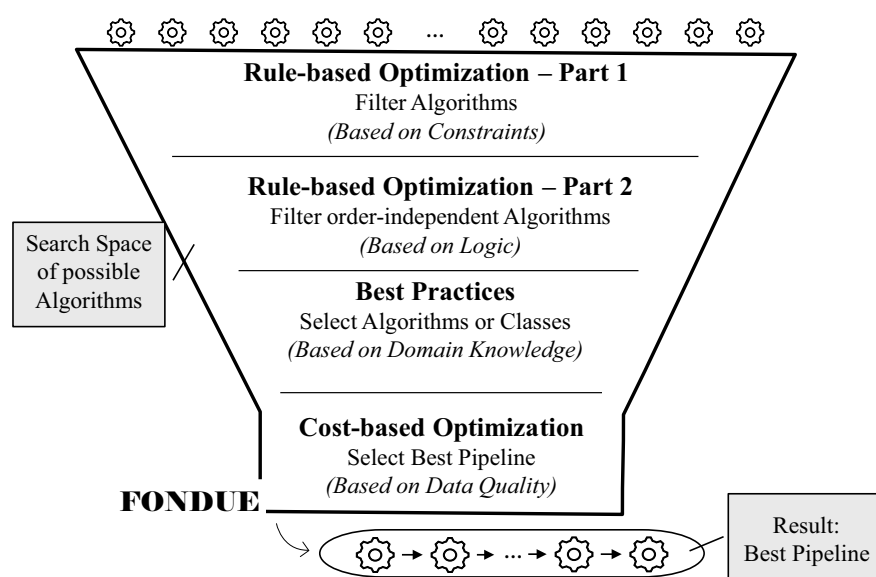 ...
Rule-based Optimization – Part 1
Filter Algorithms
(Based on Constraints)
Rule-based Optimization – Part 2
Filter order-independent Algorithms
(Based on Logic)
Search Space
of possible
Algorithms
Best Practices
Select Algorithms or Classes
(Based on Domain Knowledge)
Cost-based Optimization
Select Best Pipeline
(Based on Data Quality)
FONDUE
...
Result:
Best Pipeline